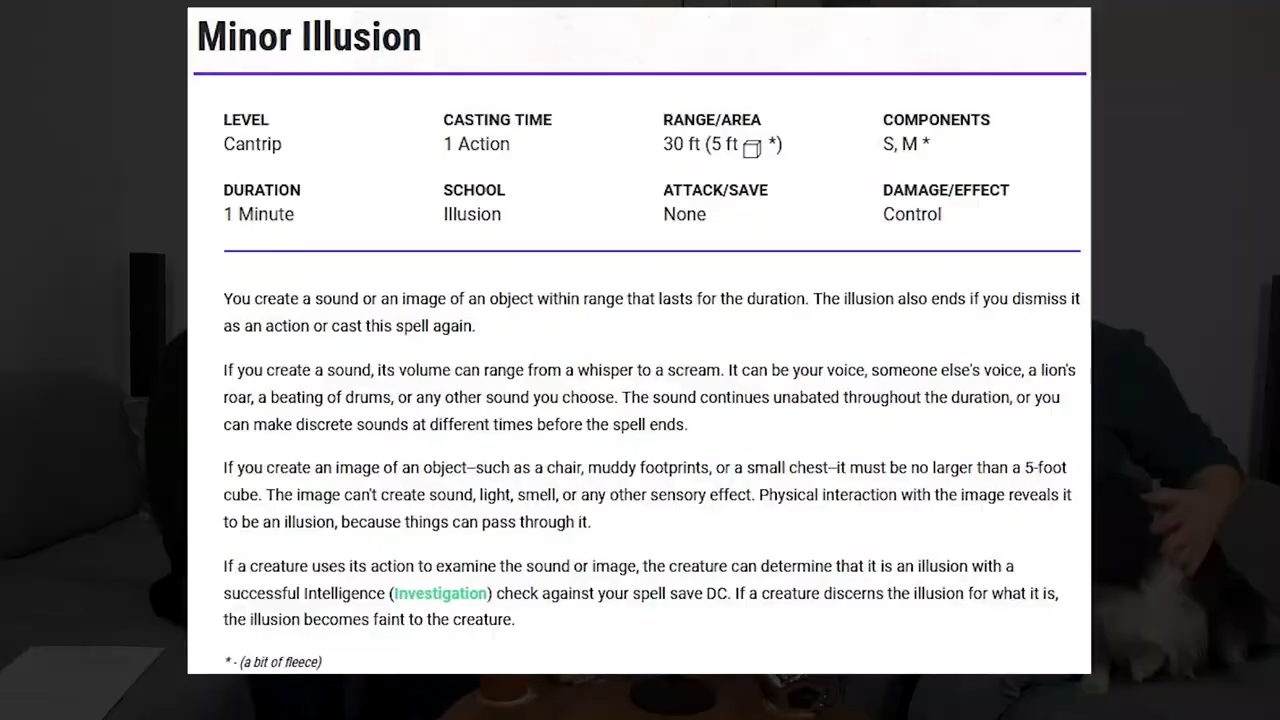 Minor Illusion
LEVEL CASTING TIME RANGE/AREA COMPONENTS
Cantrip 1 Action 30 ft (5 ft *) S, M *
DURATION SCHOOL ATTACK/SAVE DAMAGE/EFFECT
1 Minute Illusion None Control
You create a sound or an image of an object within range that lasts for the duration. The illusion also ends if you dismiss it
as an action or cast this spell again.
If you create a sound, its volume can range from a whisper to a scream. It can be your voice, someone else's voice, a lion's
roar, a beating of drums, or any other sound you choose. The sound continues unabated throughout the duration, or you
can make discrete sounds at different times before the spell ends.
If you create an image of an object–such as a chair, muddy footprints, or a small chest–it must be no larger than a 5-foot
cube. The image can't create sound, light, smell, or any other sensory effect. Physical interaction with the image reveals it
to be an illusion, because things can pass through it.
If a creature uses its action to examine the sound or image, the creature can determine that it is an illusion with a
successful Intelligence (Investigation) check against your spell save DC. If a creature discerns the illusion for what it is,
the illusion becomes faint to the creature.
* - (a bit of fleece)